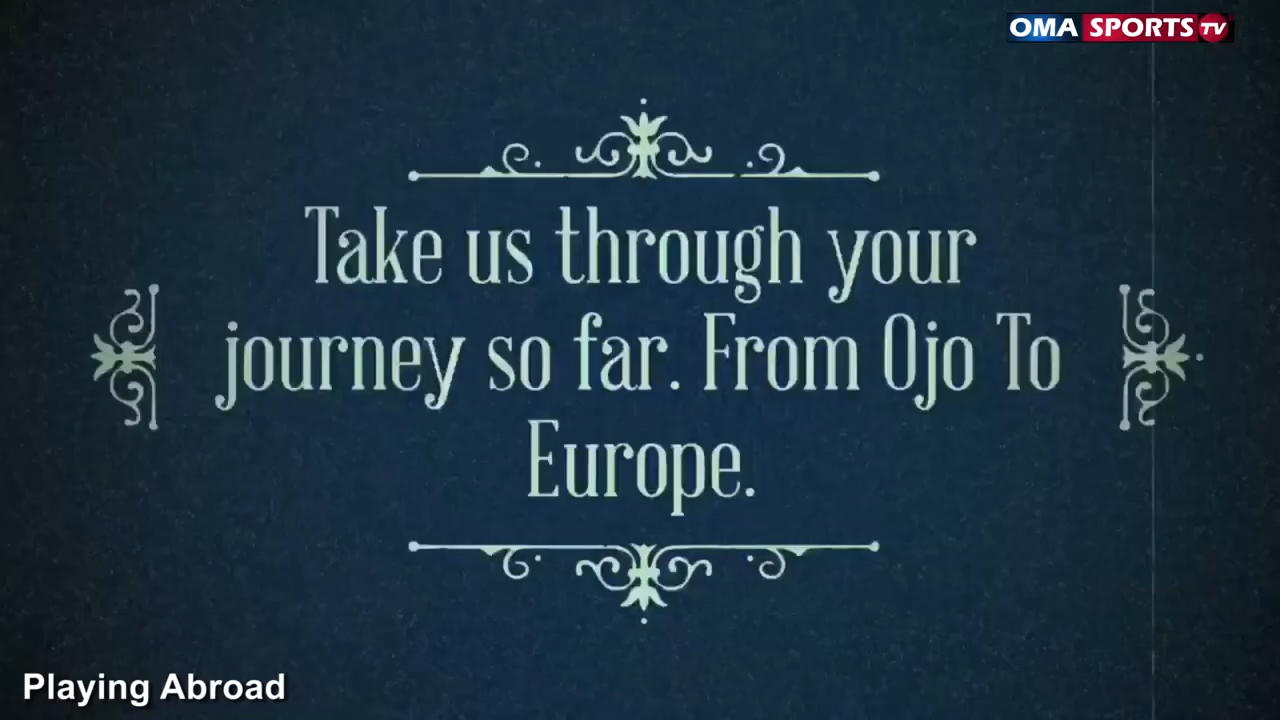 OMA SPORTS TV
Take us through your
journey so far. From Ojo To
Europe.
Playing Abroad